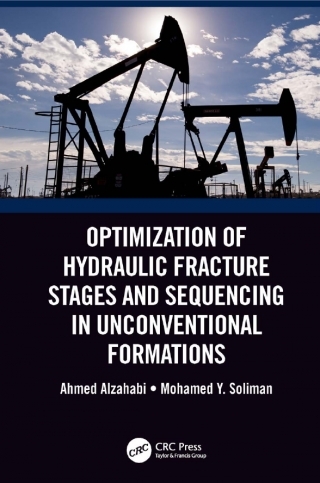 OPTIMIZATION OF
HYDRAULIC FRACTURE
STAGES AND SEQUENCING
IN UNCONVENTIONAL
FORMATIONS
Ahmed Alzahabi • Mohamed Y. Soliman
CRC
CRC Press
Taylor & Francis Group